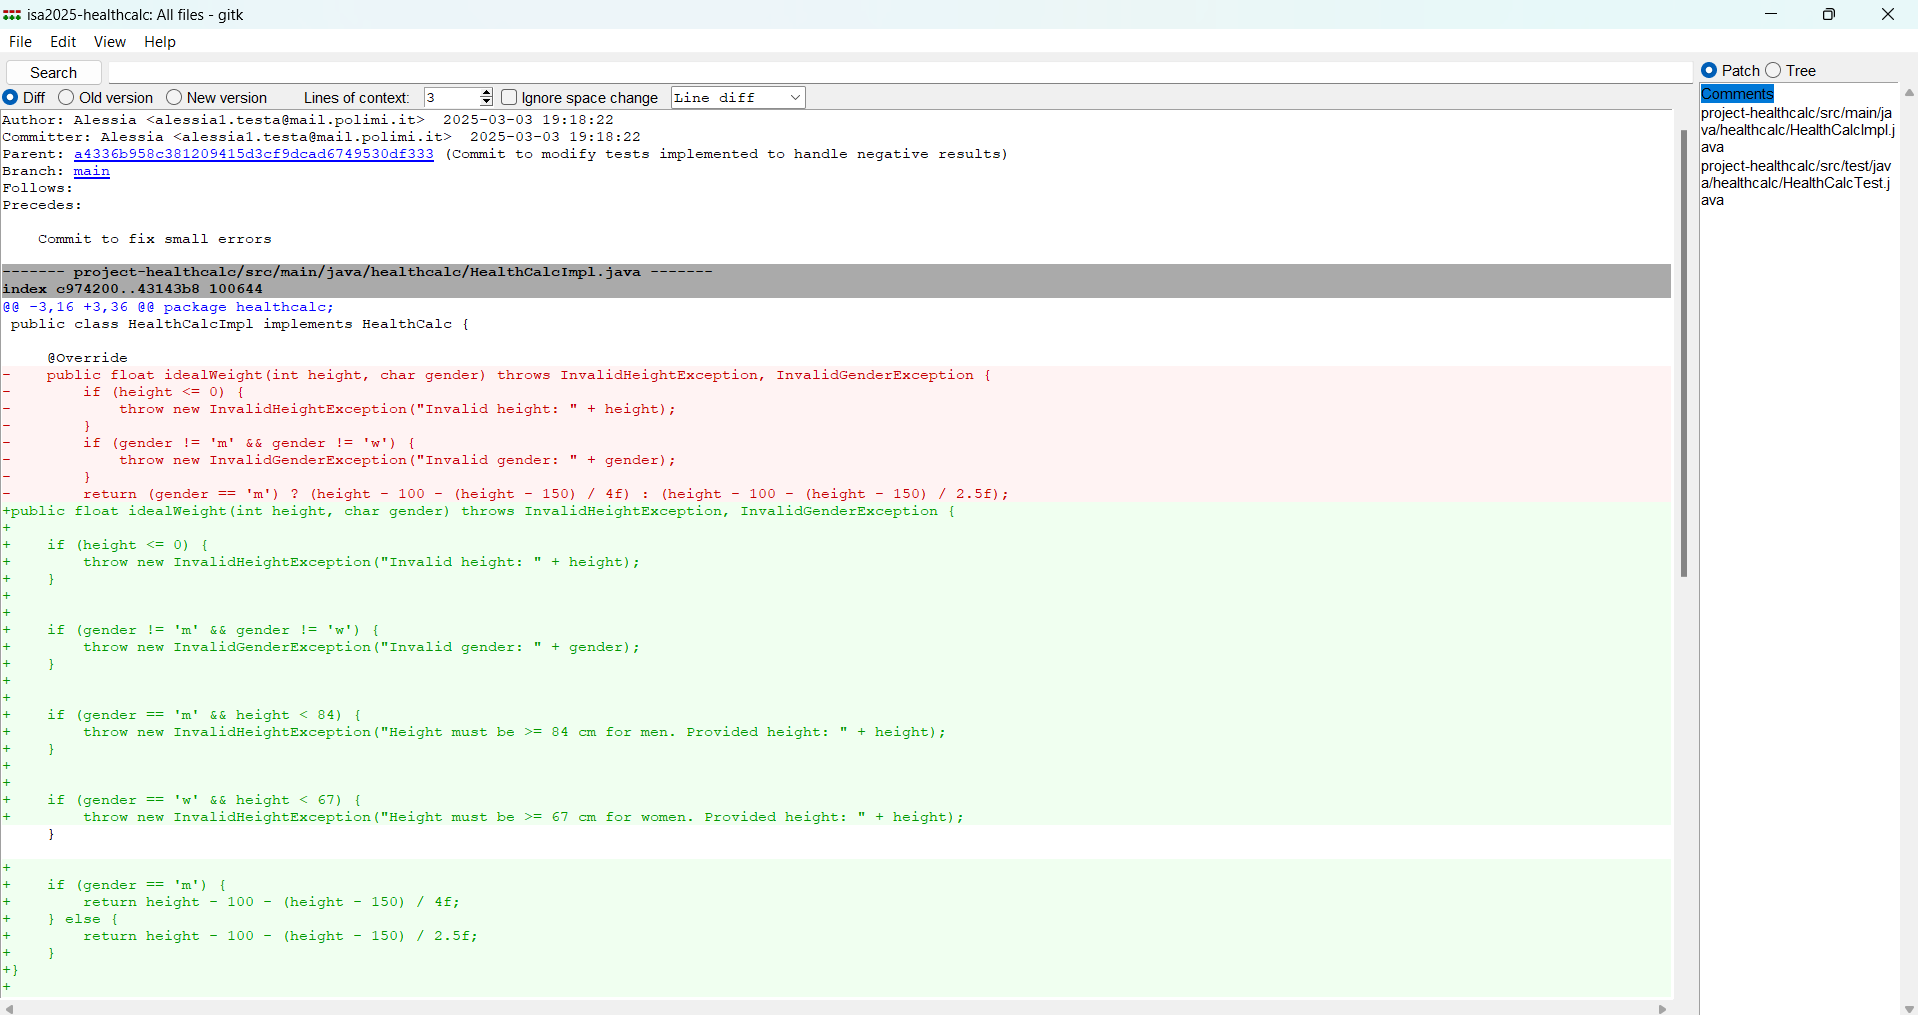 isa2025-healthcalc: All files - gitk
File Edit View Help
Search
Diff Old version New version Lines of context: 3 Ignore space change Line diff
Patch Tree
Comments
project-healthcalc/src/main/ja
va/healthcalc/HealthCalcImpl.j
ava
project-healthcalc/src/test/jav
a/healthcalc/HealthCalcTest.j
ava
Author: Alessia <alessia1.testa@mail.polimi.it>  2025-03-03 19:18:22
Committer: Alessia <alessia1.testa@mail.polimi.it>  2025-03-03 19:18:22
Parent: a4336b958c381209415d3cf9dcad6749530df333 (Commit to modify tests implemented to handle negative results)
Branch: main
Follows:
Precedes:
    Commit to fix small errors
------- project-healthcalc/src/main/java/healthcalc/HealthCalcImpl.java -------
index c974200..43143b8 100644
@@ -3,16 +3,36 @@ package healthcalc;
 public class HealthCalcImpl implements HealthCalc {
     @Override
-    public float idealWeight(int height, char gender) throws InvalidHeightException, InvalidGenderException {
-        if (height <= 0) {
-            throw new InvalidHeightException("Invalid height: " + height);
-        }
-        if (gender != 'm' && gender != 'w') {
-            throw new InvalidGenderException("Invalid gender: " + gender);
-        }
-        return (gender == 'm') ? (height - 100 - (height - 150) / 4f) : (height - 100 - (height - 150) / 2.5f);
+public float idealWeight(int height, char gender) throws InvalidHeightException, InvalidGenderException {
+
+    if (height <= 0) {
+        throw new InvalidHeightException("Invalid height: " + height);
+    }
+
+
+    if (gender != 'm' && gender != 'w') {
+        throw new InvalidGenderException("Invalid gender: " + gender);
+    }
+
+
+    if (gender == 'm' && height < 84) {
+        throw new InvalidHeightException("Height must be >= 84 cm for men. Provided height: " + height);
+    }
+
+
+    if (gender == 'w' && height < 67) {
+        throw new InvalidHeightException("Height must be >= 67 cm for women. Provided height: " + height);
     }
+
+    if (gender == 'm') {
+        return height - 100 - (height - 150) / 4f;
+    } else {
+        return height - 100 - (height - 150) / 2.5f;
+    }
+}
+